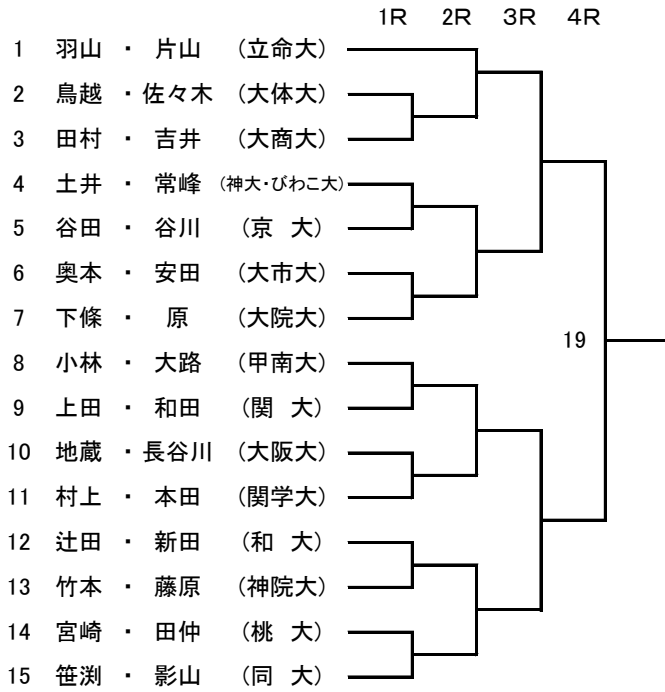 1R 2R 3R 4R
1 羽山 ・ 片山 (立命大)
2 鳥越 ・ 佐々木 (大体大)
3 田村 ・ 吉井 (大商大)
4 土井 ・ 常峰 (神大・びわこ大)
5 谷田 ・ 谷川 (京 大)
6 奥本 ・ 安田 (大市大)
7 下條 ・ 原 (大院大)
19
8 小林 ・ 大路 (甲南大)
9 上田 ・ 和田 (関 大)
10 地蔵 ・ 長谷川 (大阪大)
11 村上 ・ 本田 (関学大)
12 辻田 ・ 新田 (和 大)
13 竹本 ・ 藤原 (神院大)
14 宮崎 ・ 田仲 (桃 大)
15 笹渕 ・ 影山 (同 大)